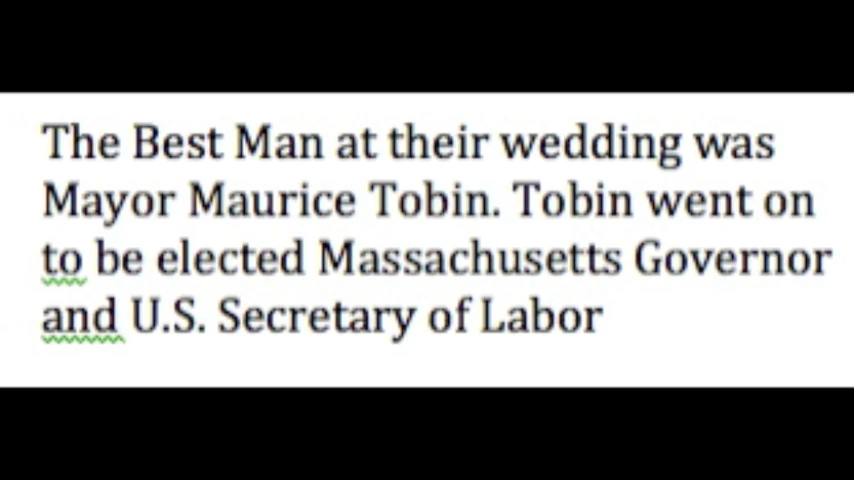 The Best Man at their wedding was
Mayor Maurice Tobin. Tobin went on
to be elected Massachusetts Governor
and U.S. Secretary of Labor